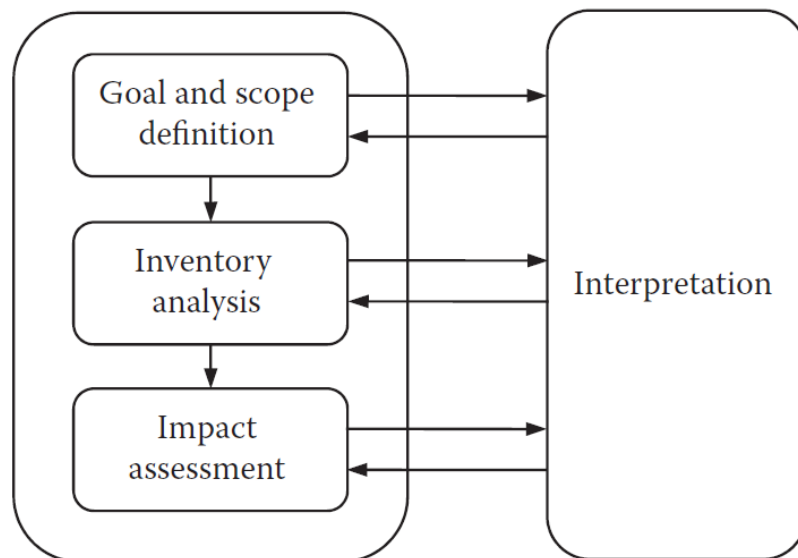 Goal and scope
definition
Inventory
analysis
Interpretation
Impact
assessment